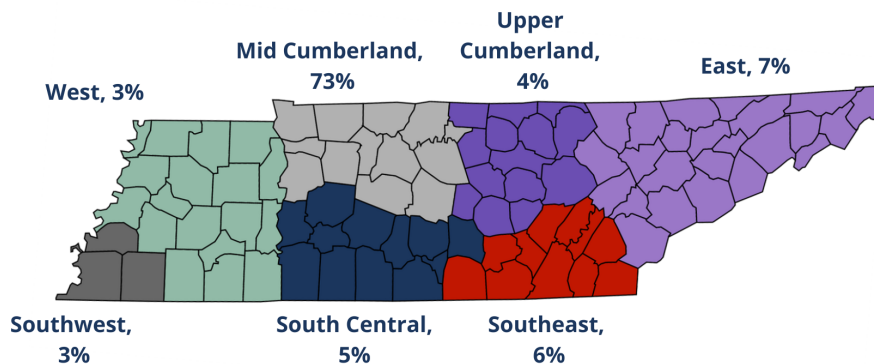 Upper
Cumberland,
4%
Mid Cumberland,
73%
East, 7%
West, 3%
Southwest,
3%
South Central,
5%
Southeast,
6%